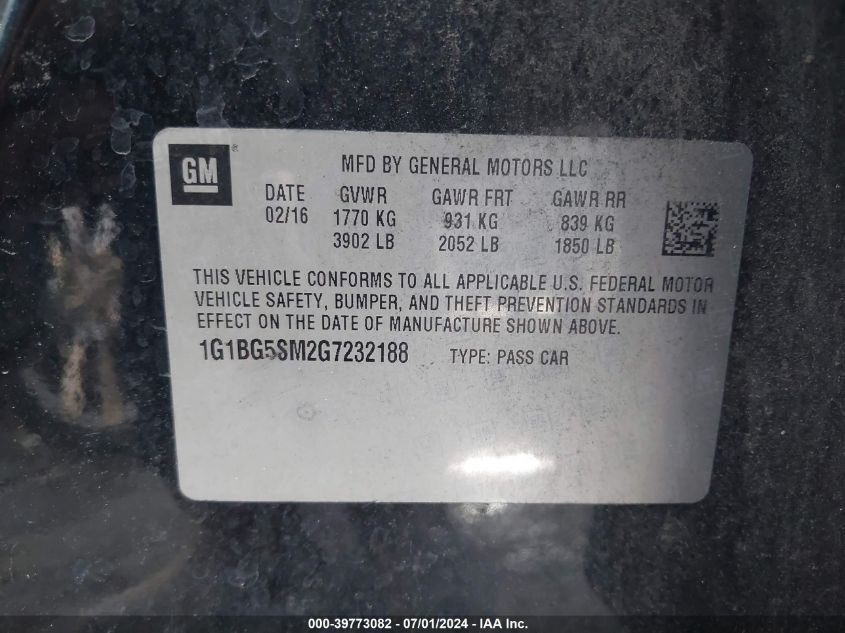 GM
MFD BY GENERAL MOTORS LLC
DATE GVWR GAWR FRT GAWR RR
02/16 1770 KG 931 KG 839 KG
3902 LB 2052 LB 1850 LB
THIS VEHICLE CONFORMS TO ALL APPLICABLE U.S. FEDERAL MOTOR
VEHICLE SAFETY, BUMPER, AND THEFT PREVENTION STANDARDS IN
EFFECT ON THE DATE OF MANUFACTURE SHOWN ABOVE.
1G1BG5SM2G7232188 TYPE: PASS CAR
000-39773082 - 07/01/2024 - IAA Inc.